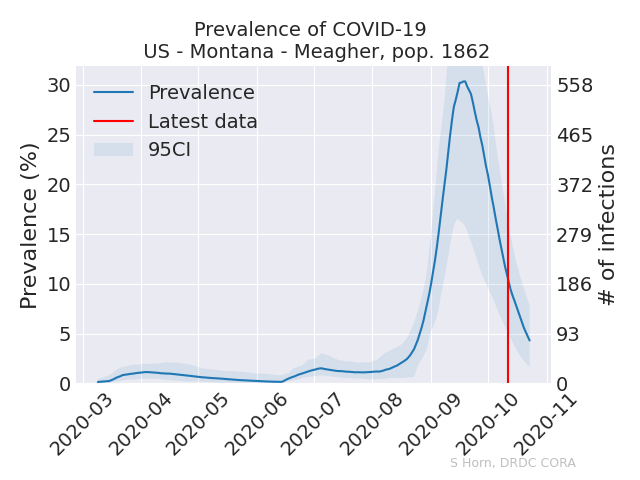 Prevalence of COVID-19
US - Montana - Meagher, pop. 1862
Prevalence (%)
30
25
20
15
10
5
0
Prevalence
Latest data
95CI
558
465
372
279
186
93
0
# of infections
2020-03
2020-04
2020-05
2020-06
2020-07
2020-08
2020-09
2020-10
2020-11
S Horn, DRDC CORA